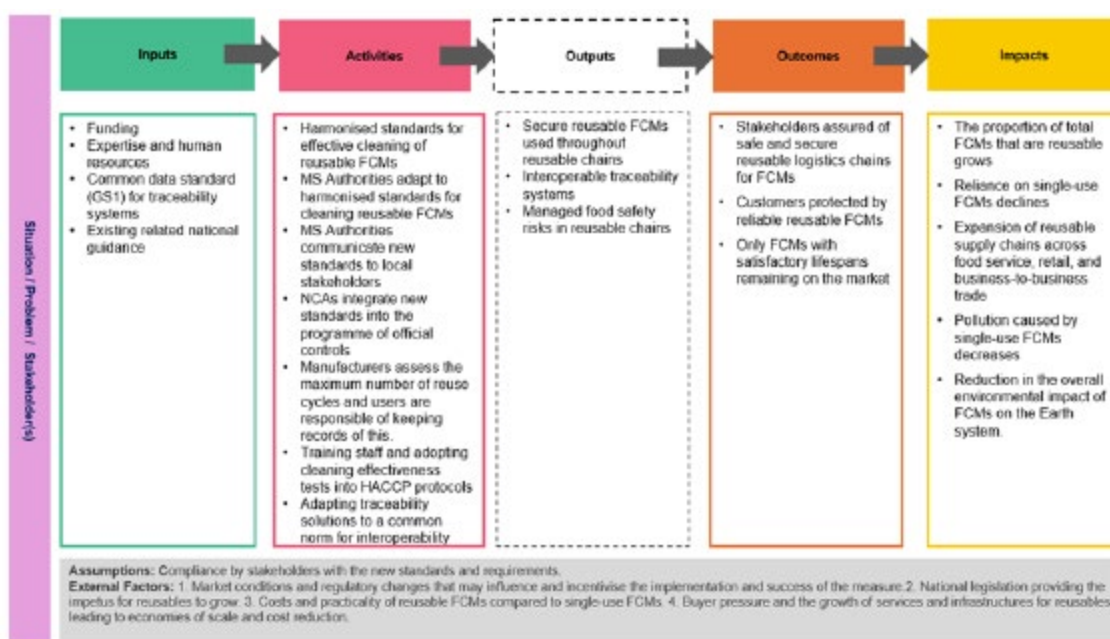 Situation / Problem / Stakeholder(s)
Inputs
Activities
Outputs
Outcomes
Impacts
• Funding
• Expertise and human
resources
• Common data standard
(GS1) for traceability
systems
• Existing related national
guidance
• Harmonised standards for
effective cleaning of
reusable FCMs
• MS Authorities adapt to
harmonised standards for
cleaning reusable FCMs
• MS Authorities
communicate new
standards to local
stakeholders
• NCAs integrate new
standards into the
programme of official
controls
• Manufacturers assess the
maximum number of reuse
cycles and users are
responsible of keeping
records of this.
• Training staff and adopting
cleaning effectiveness
tests into HACCP protocols
• Adapting traceability
solutions to a common
norm for interoperability
• Secure reusable FCMs
used throughout
reusable chains
• Interoperable traceability
systems
• Managed food safety
risks in reusable chains
• Stakeholders assured of
safe and secure
reusable logistics chains
for FCMs
• Customers protected by
reliable reusable FCMs
• Only FCMs with
satisfactory lifespans
remaining on the market
• The proportion of total
FCMs that are reusable
grows
• Reliance on single-use
FCMs declines
• Expansion of reusable
supply chains across
food service, retail, and
business-to-business
trade
• Pollution caused by
single-use FCMs
decreases
• Reduction in the overall
environmental impact of
FCMs on the Earth
system.
Assumptions: Compliance by stakeholders with the new standards and requirements.
External Factors: 1. Market conditions and regulatory changes that may influence and incentivise the implementation and success of the measure.2. National legislation providing the
impetus for reusables to grow. 3. Costs and practicality of reusable FCMs compared to single-use FCMs. 4. Buyer pressure and the growth of services and infrastructures for reusables
leading to economies of scale and cost reduction.